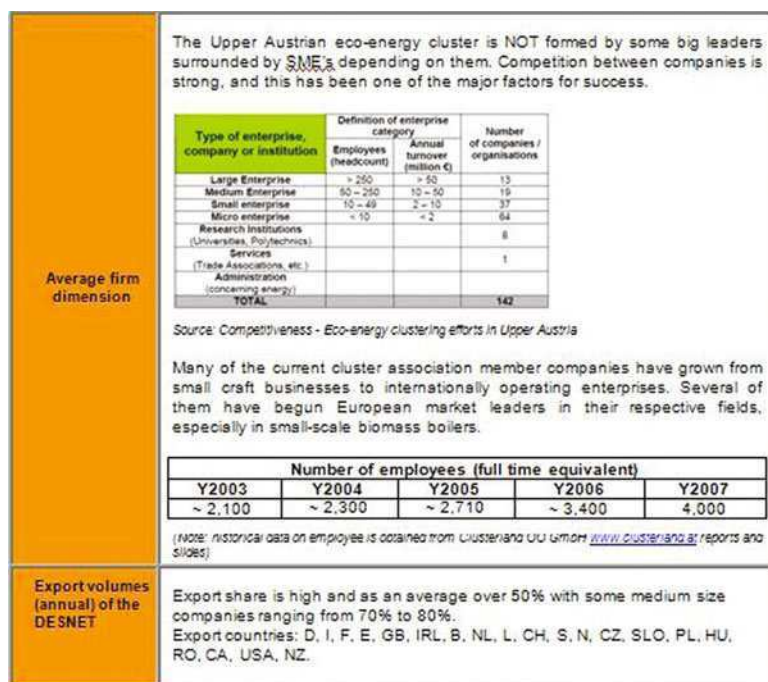 Average firm
dimension
The Upper Austrian eco-energy cluster is NOT formed by some big leaders
surrounded by SME's depending on them. Competition between companies is
strong, and this has been one of the major factors for success.
Type of enterprise,
company or institution
Definition of enterprise
category
Employees
(headcount)
Annual
turnover
(million €)
Number
of companies /
organisations
Large Enterprise > 250 > 50 13
Medium Enterprise 50 – 250 10 – 50 19
Small enterprise 10 – 49 2 – 10 37
Micro enterprise < 10 < 2 64
Research Institutions
(Universities, Polytechnics) 8
Services
(Trade Associations, etc.) 1
Administration
(concerning energy)
TOTAL 142
Source: Competitiveness - Eco-energy clustering efforts in Upper Austria
Many of the current cluster association member companies have grown from
small craft businesses to internationally operating enterprises. Several of
them have begun European market leaders in their respective fields,
especially in small-scale biomass boilers.
Number of employees (full time equivalent)
Y2003 Y2004 Y2005 Y2006 Y2007
~ 2,100 ~ 2,300 ~ 2,710 ~ 3,400 4,000
(Note: historical data on employee is obtained from Clusterland OÖ GmbH www.clusterland.at reports and
slides)
Export volumes
(annual) of the
DESNET
Export share is high and as an average over 50% with some medium size
companies ranging from 70% to 80%.
Export countries: D, I, F, E, GB, IRL, B, NL, L, CH, S, N, CZ, SLO, PL, HU,
RO, CA, USA, NZ.